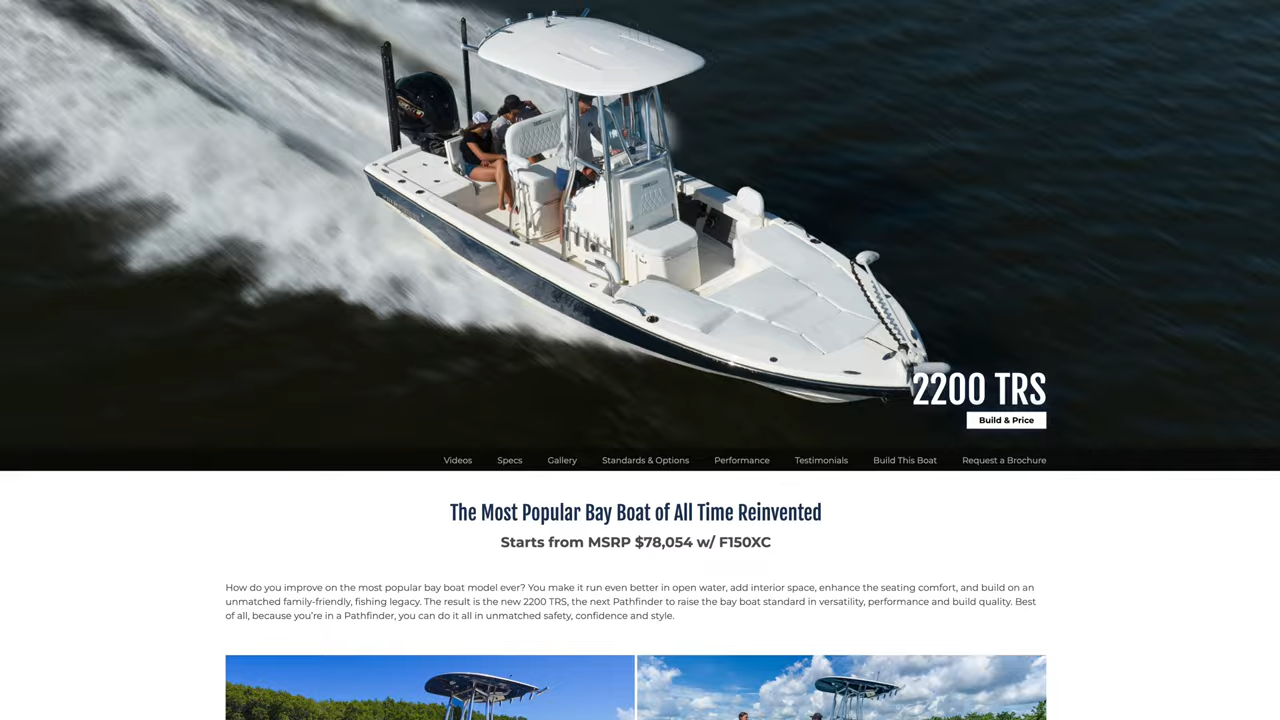 2200 TRS
Build & Price
Videos Specs Gallery Standards & Options Performance Testimonials Build This Boat Request a Brochure
The Most Popular Bay Boat of All Time Reinvented
Starts from MSRP $78,054 w/ F150XC
How do you improve on the most popular bay boat model ever? You make it run even better in open water, add interior space, enhance the seating comfort, and build on an
unmatched family-friendly, fishing legacy. The result is the new 2200 TRS, the next Pathfinder to raise the bay boat standard in versatility, performance and build quality. Best
of all, because you’re in a Pathfinder, you can do it all in unmatched safety, confidence and style.